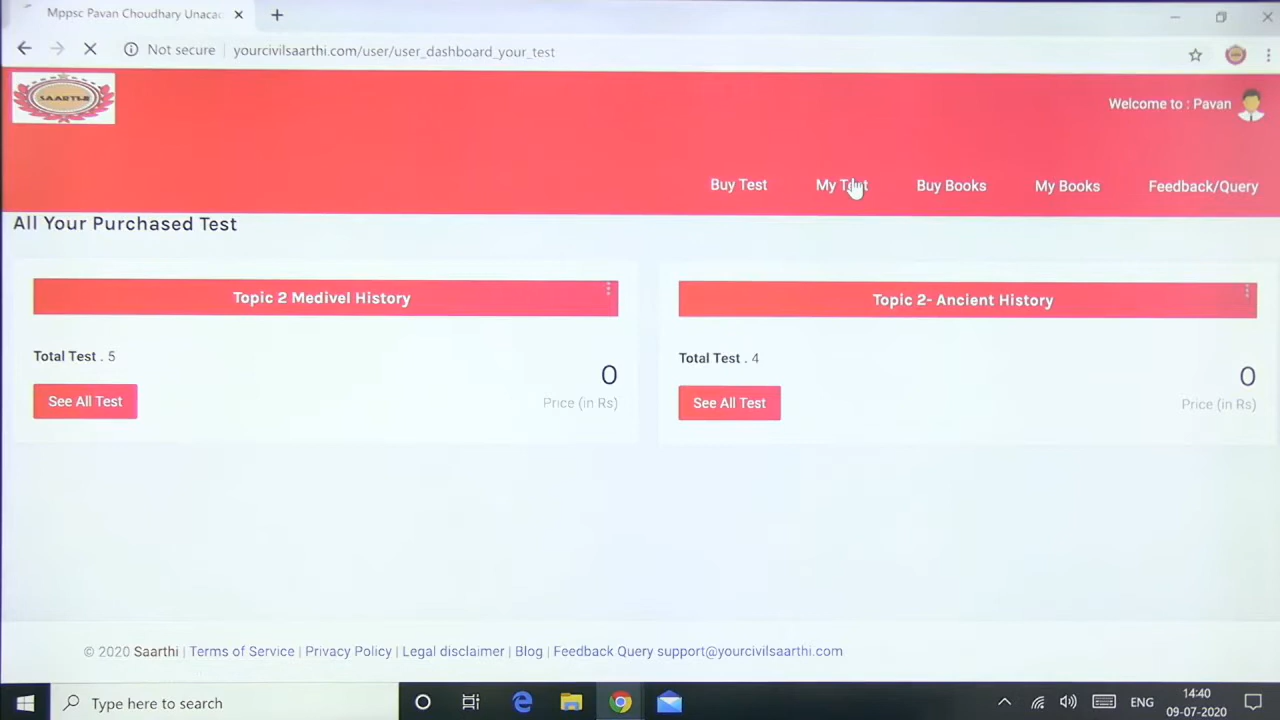 Mppsc Pavan Choudhary Unacac
Not secure yourcivilsaarthi.com/user/user_dashboard_your_test
SAARTHI
Welcome to : Pavan
Buy Test My Test Buy Books My Books Feedback/Query
All Your Purchased Test
Topic 2 Medivel History
Total Test . 5
0
See All Test
Price (in Rs)
Topic 2- Ancient History
Total Test . 4
0
See All Test
Price (in Rs)
© 2020 Saarthi | Terms of Service | Privacy Policy | Legal disclaimer | Blog | Feedback Query support@yourcivilsaarthi.com
Type here to search
ENG
14:40
09-07-2020